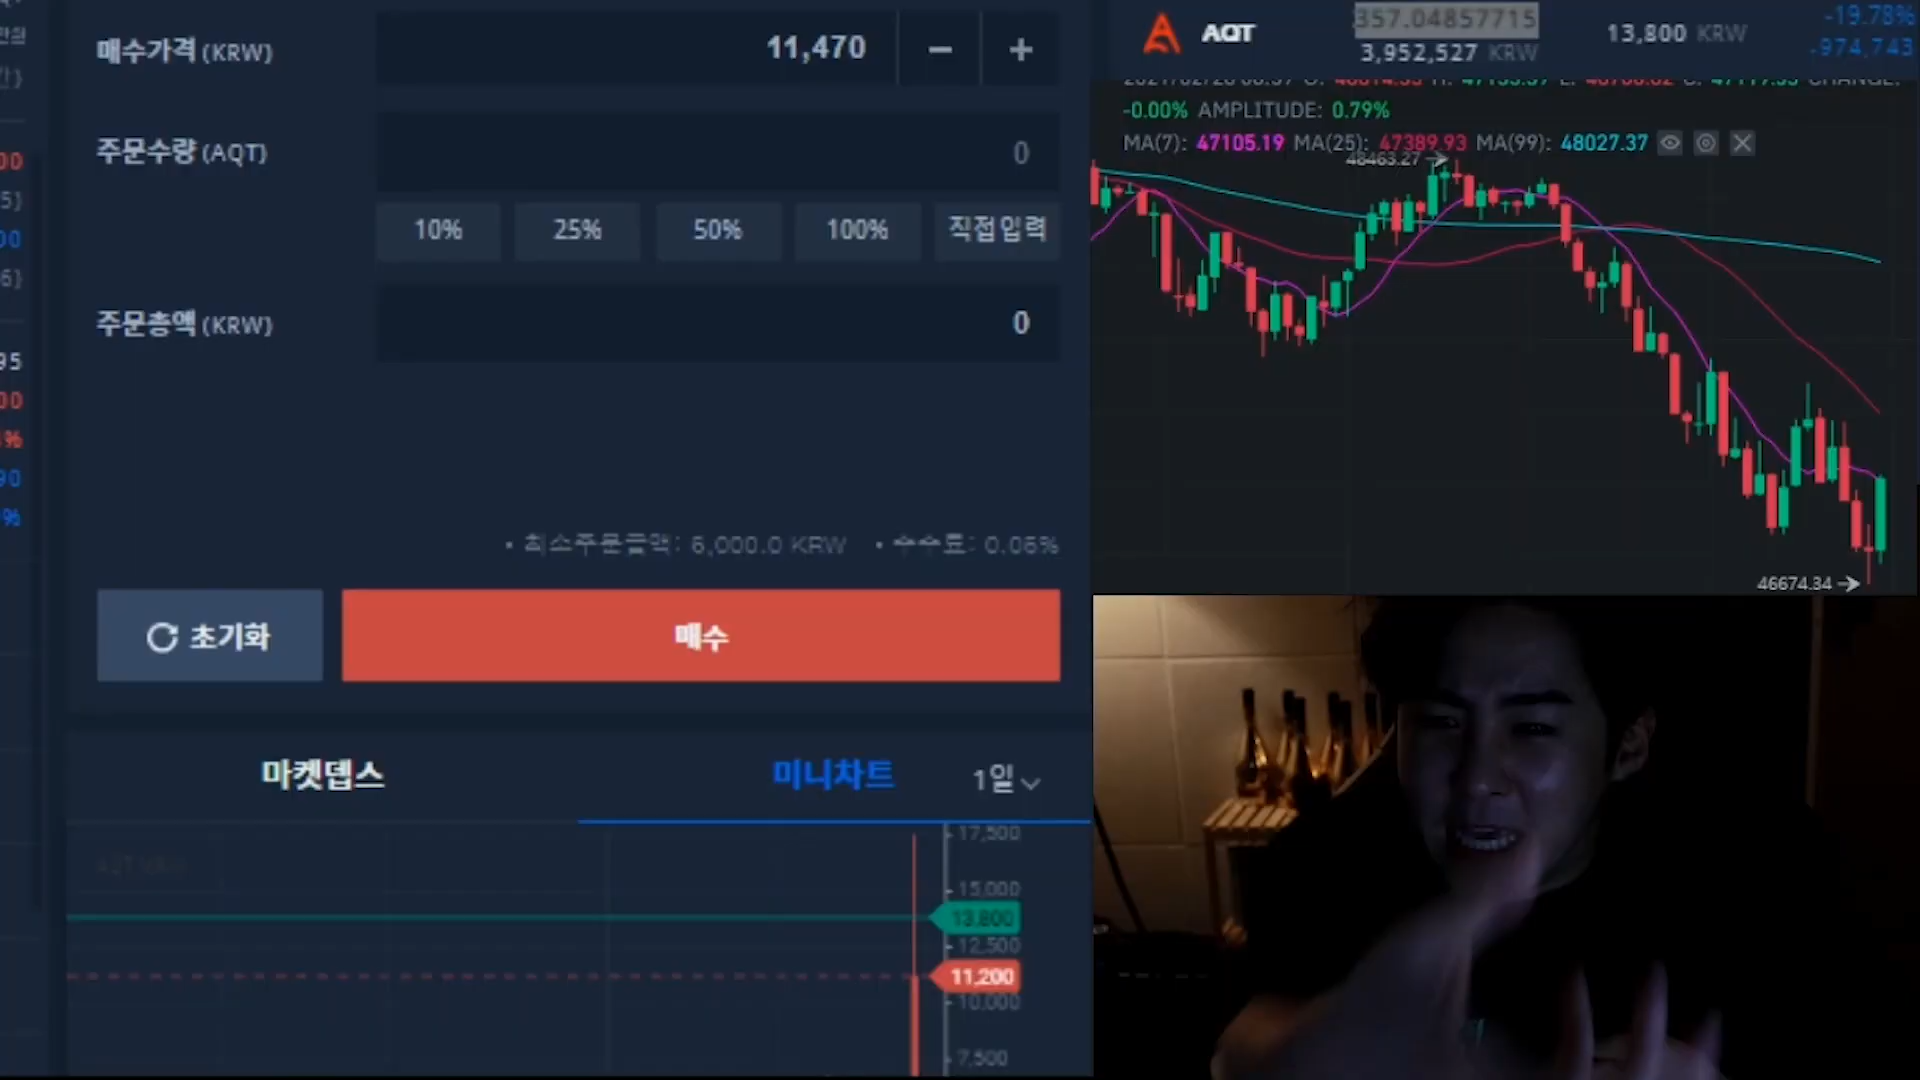 매수가격 (KRW)
11,470
− +
주문수량 (AQT)
0
10% 25% 50% 100% 직접입력
주문총액 (KRW)
0
• 최소주문금액: 6,000.0 KRW • 수수료: 0.05%
초기화
매수
마켓뎁스
미니차트
1일
17,500
15,000
13,800
12,500
11,200
10,000
7,500
AQT
357.04857715
3,952,527 KRW
13,800 KRW
-19.78%
-974,743
-0.00% AMPLITUDE: 0.79%
MA(7): 47105.19 MA(25): 47389.93 MA(99): 48027.37
48463.27
46674.34